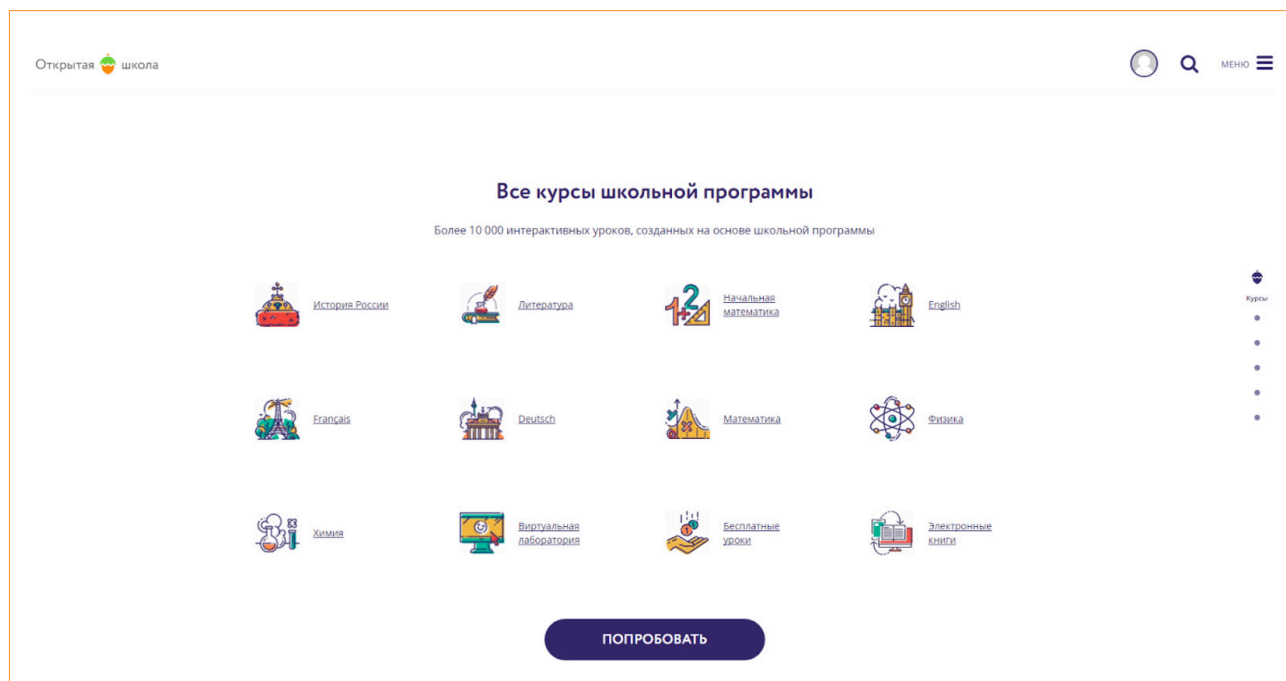 Открытая школа
МЕНЮ
Все курсы школьной программы
Более 10 000 интерактивных уроков, созданных на основе школьной программы
История России
Литература
Начальная
математика
English
Курсы
Français
Deutsch
Математика
Физика
Химия
Виртуальная
лаборатория
Бесплатные
уроки
Электронные
книги
ПОПРОБОВАТЬ